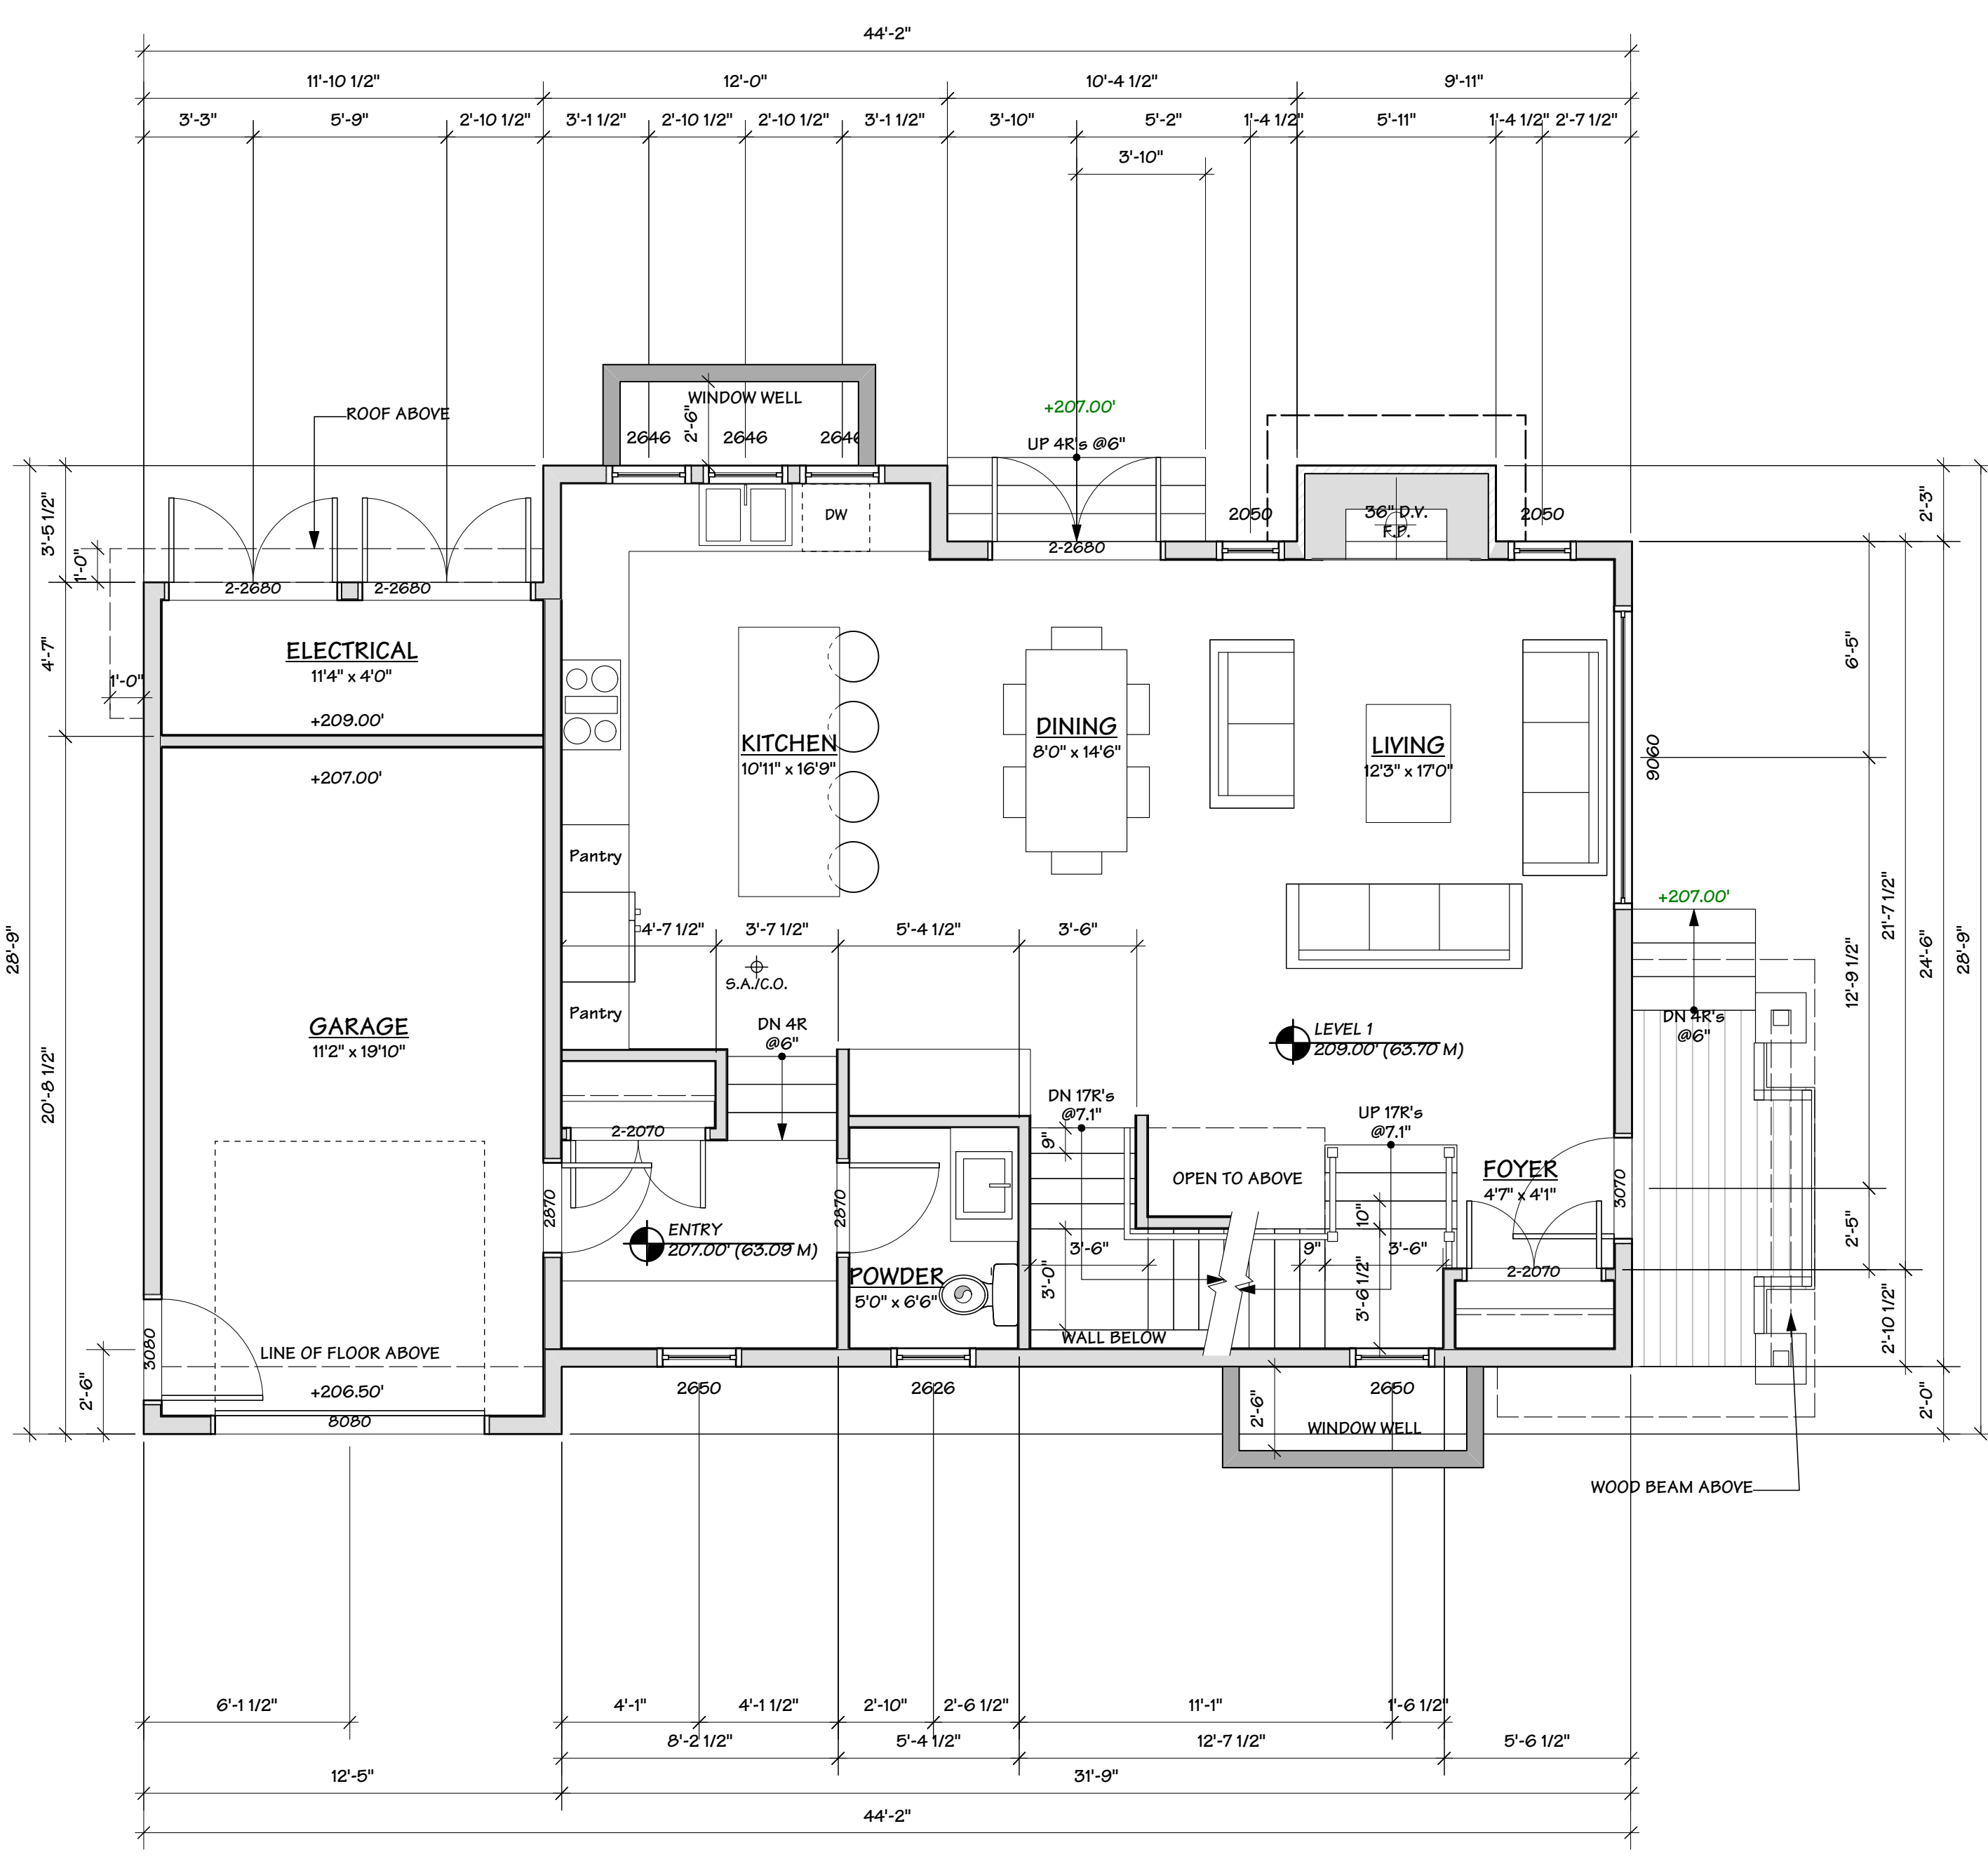 44'-2"
11'-10 1/2" 12'-0" 10'-4 1/2" 9'-11"
3'-3" 5'-9" 2'-10 1/2" 3'-1 1/2" 2'-10 1/2" 2'-10 1/2" 3'-1 1/2" 3'-10" 5'-2" 1'-4 1/2" 5'-11" 1'-4 1/2" 2'-7 1/2"
3'-10"
ROOF ABOVE
WINDOW WELL
2'-6"
2646 2646 2646
+207.00'
UP 4R's @6"
2050
36" D.V.
F.P.
2050
DW
2-2680
2'-3"
3'-5 1/2"
1'-0"
2-2680 2-2680
4'-7"
ELECTRICAL
11'4" x 4'0"
1'-0"
+209.00'
+207.00'
KITCHEN
10'11" x 16'9"
DINING
8'0" x 14'6"
LIVING
12'3" x 17'0"
9060
6'-5"
Pantry
+207.00'
4'-7 1/2" 3'-7 1/2" 5'-4 1/2" 3'-6"
28'-9"
21'-7 1/2"
24'-6"
28'-9"
12'-9 1/2"
S.A./C.O.
Pantry
DN 4R
@6"
GARAGE
11'2" x 19'10"
LEVEL 1
209.00' (63.70 M)
DN 4R's
@6"
20'-8 1/2"
DN 17R's
@7.1"
UP 17R's
@7.1"
2-2070
9"
OPEN TO ABOVE
FOYER
4'7" x 4'1"
3070
2870
2870
10"
ENTRY
207.00' (63.09 M)
3'-6"
9"
3'-6"
2'-5"
POWDER
5'0" x 6'6"
3'-0"
3'-6 1/2"
2-2070
2'-10 1/2"
WALL BELOW
3080
LINE OF FLOOR ABOVE
2'-6"
+206.50'
8080
2650
2626
2650
2'-6"
WINDOW WELL
2'-0"
WOOD BEAM ABOVE
6'-1 1/2" 4'-1" 4'-1 1/2" 2'-10" 2'-6 1/2" 11'-1" 1'-6 1/2"
8'-2 1/2" 5'-4 1/2" 12'-7 1/2" 5'-6 1/2"
12'-5" 31'-9"
44'-2"